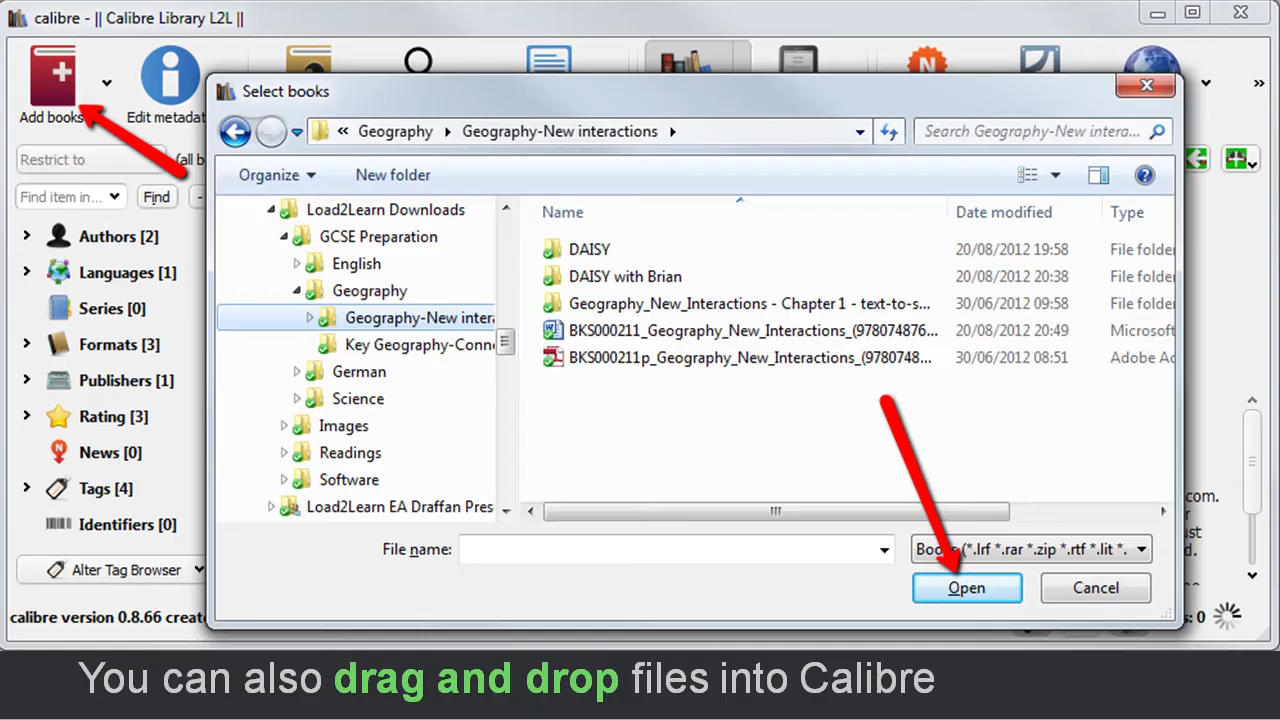 calibre - || Calibre Library L2L ||
Add books
Edit metadat
Restrict to
(all b
Find item in...
Find
Authors [2]
Languages [1]
Series [0]
Formats [3]
Publishers [1]
Rating [3]
News [0]
Tags [4]
Identifiers [0]
Alter Tag Browser
calibre version 0.8.66 create
Select books
« Geography Geography-New interactions
Search Geography-New intera...
Organize
New folder
Load2Learn Downloads
GCSE Preparation
English
Geography
Geography-New intera
Key Geography-Conne
German
Science
Images
Readings
Software
Load2Learn EA Draffan Pres
Name Date modified Type
DAISY 20/08/2012 19:58 File folder
DAISY with Brian 20/08/2012 20:38 File folder
Geography_New_Interactions - Chapter 1 - text-to-s... 30/06/2012 09:58 File folder
BKS000211_Geography_New_Interactions_(978074876... 20/08/2012 20:49 Microsoft
BKS000211p_Geography_New_Interactions_(9780748... 30/06/2012 08:51 Adobe Ac
File name:
(*.lrf *.rar *.zip *.rtf *.lit *.
Open
Cancel
com.
r
st
d.
s: 0
You can also drag and drop files into Calibre